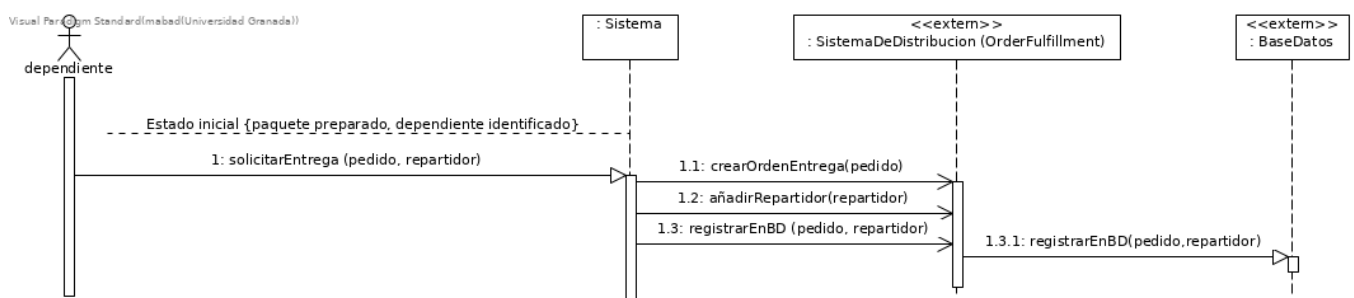 Visual Paradigm Standard(mabad(Universidad Granada))
dependiente
: Sistema
<<extern>>
: SistemaDeDistribucion (OrderFulfillment)
<<extern>>
: BaseDatos
Estado inicial {paquete preparado, dependiente identificado}
1: solicitarEntrega (pedido, repartidor)
1.1: crearOrdenEntrega(pedido)
1.2: añadirRepartidor(repartidor)
1.3: registrarEnBD (pedido, repartidor)
1.3.1: registrarEnBD(pedido,repartidor)